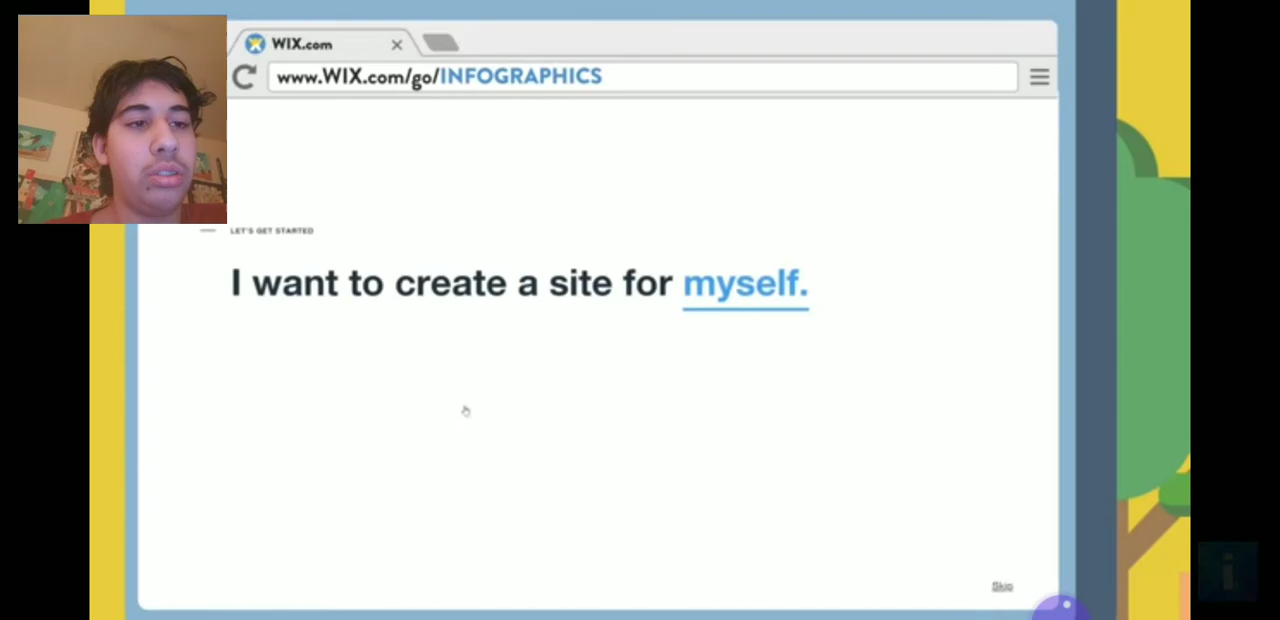 WIX.com
www.WIX.com/go/INFOGRAPHICS
LET'S GET STARTED
I want to create a site for myself.
Skip
i